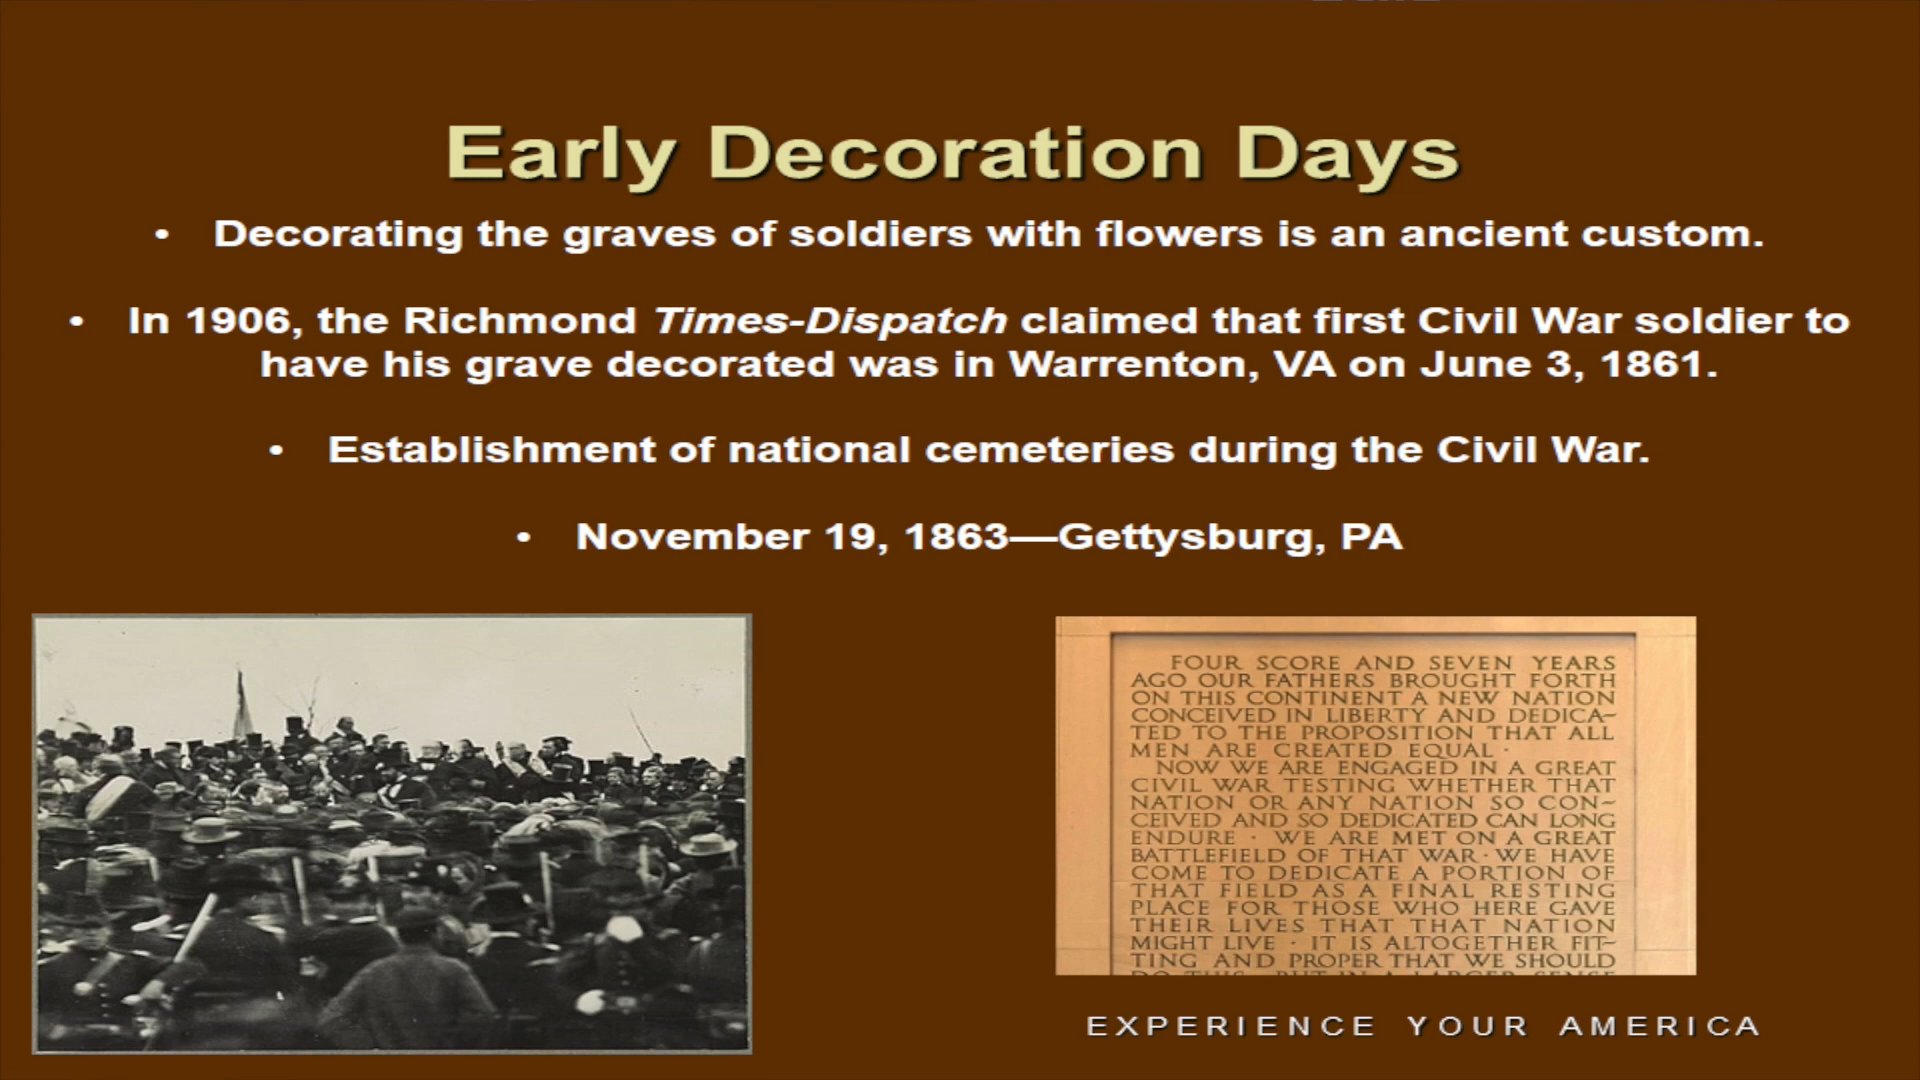 Early Decoration Days
• Decorating the graves of soldiers with flowers is an ancient custom.
• In 1906, the Richmond Times-Dispatch claimed that first Civil War soldier to
have his grave decorated was in Warrenton, VA on June 3, 1861.
• Establishment of national cemeteries during the Civil War.
• November 19, 1863—Gettysburg, PA
FOUR SCORE AND SEVEN YEARS
AGO OUR FATHERS BROUGHT FORTH
ON THIS CONTINENT A NEW NATION
CONCEIVED IN LIBERTY AND DEDICA~
TED TO THE PROPOSITION THAT ALL
MEN ARE CREATED EQUAL ·
NOW WE ARE ENGAGED IN A GREAT
CIVIL WAR TESTING WHETHER THAT
NATION OR ANY NATION SO CON~
CEIVED AND SO DEDICATED CAN LONG
ENDURE · WE ARE MET ON A GREAT
BATTLEFIELD OF THAT WAR · WE HAVE
COME TO DEDICATE A PORTION OF
THAT FIELD AS A FINAL RESTING
PLACE FOR THOSE WHO HERE GAVE
THEIR LIVES THAT THAT NATION
MIGHT LIVE · IT IS ALTOGETHER FIT~
TING AND PROPER THAT WE SHOULD
DO THIS · BUT IN A LARGER SENSE
EXPERIENCE YOUR AMERICA